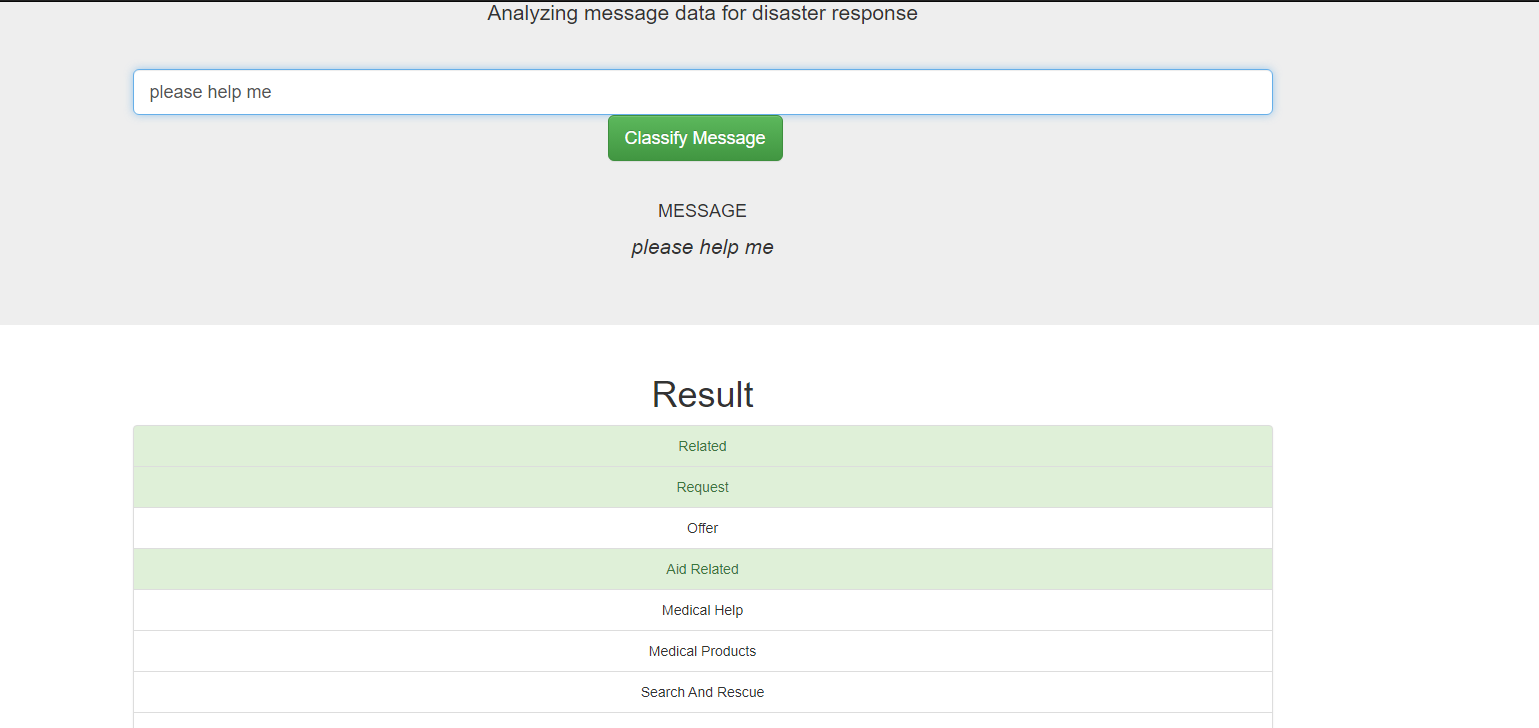 Analyzing message data for disaster response
please help me
Classify Message
MESSAGE
please help me
Result
Related
Request
Offer
Aid Related
Medical Help
Medical Products
Search And Rescue